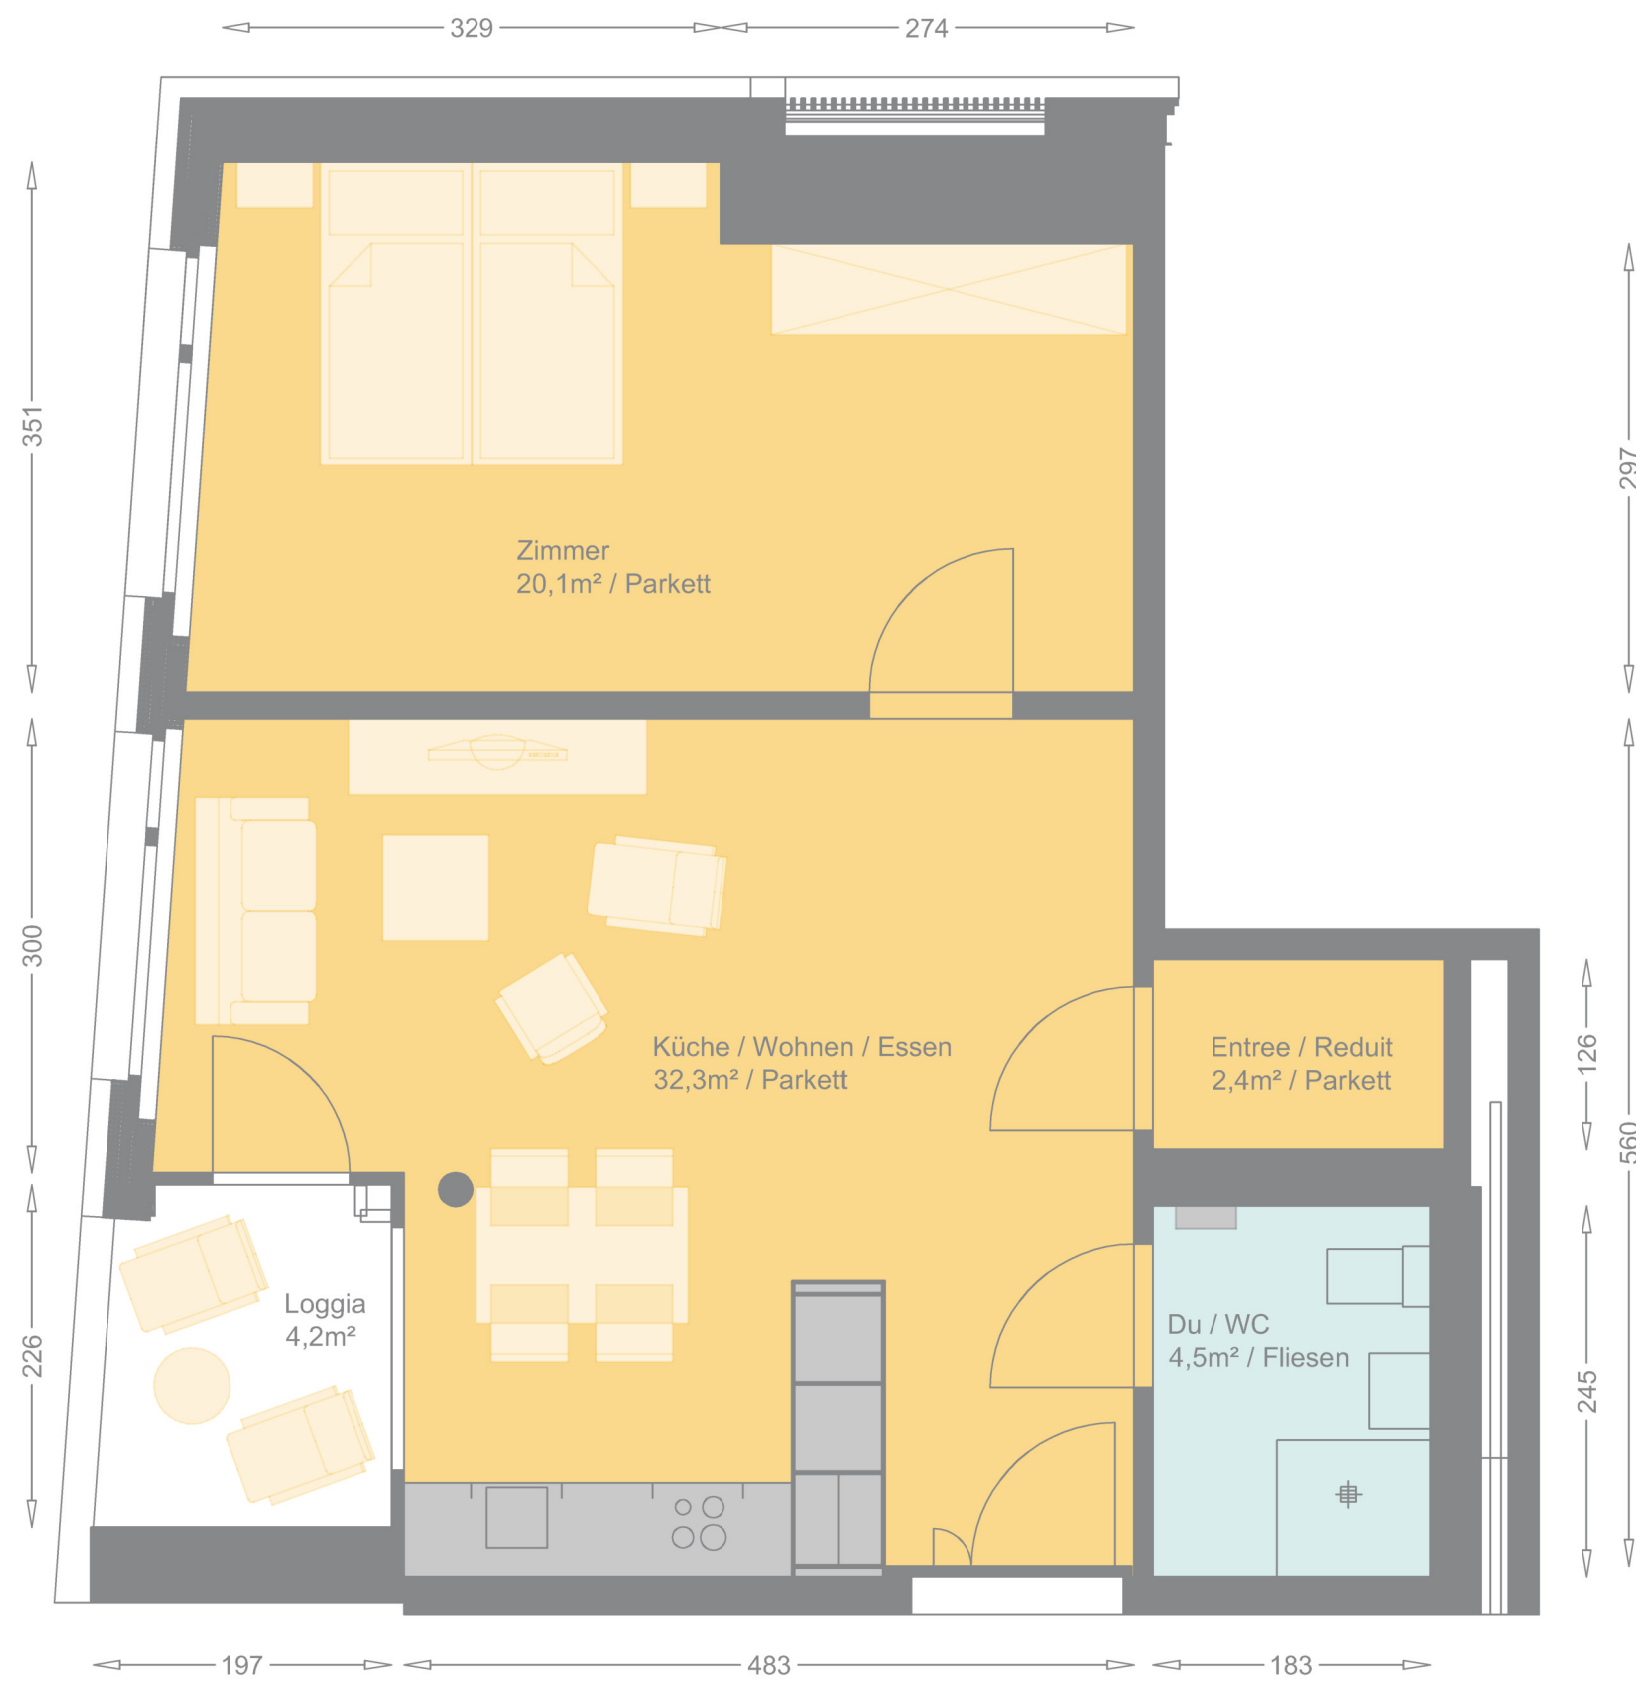 329
274
351
297
Zimmer
20,1m² / Parkett
300
Küche / Wohnen / Essen
32,3m² / Parkett
Entree / Reduit
2,4m² / Parkett
126
560
Loggia
4,2m²
226
Du / WC
4,5m² / Fliesen
245
197
483
183